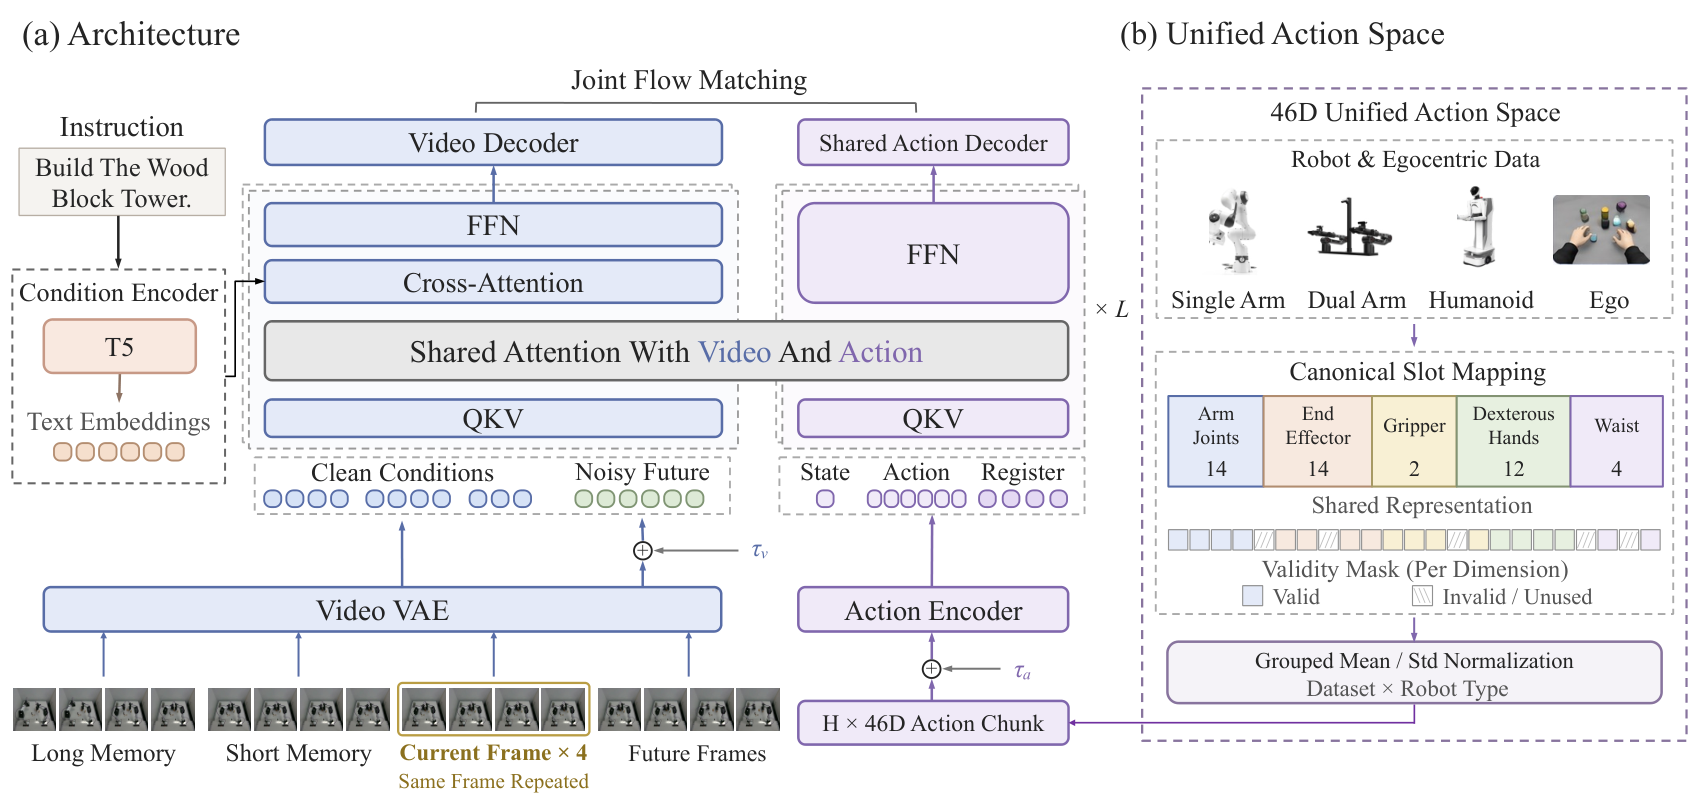 (a) Architecture
Joint Flow Matching
Instruction
Build The Wood
Block Tower.
Condition Encoder
T5
Text Embeddings
Video Decoder
FFN
Cross-Attention
Shared Attention With Video And Action
QKV
Shared Action Decoder
FFN
QKV
× L
Clean Conditions
Noisy Future
State
Action
Register
τv
Video VAE
Action Encoder
τa
H × 46D Action Chunk
Long Memory
Short Memory
Current Frame × 4
Same Frame Repeated
Future Frames
(b) Unified Action Space
46D Unified Action Space
Robot & Egocentric Data
Single Arm
Dual Arm
Humanoid
Ego
Canonical Slot Mapping
Arm
Joints
14
End
Effector
14
Gripper
2
Dexterous
Hands
12
Waist
4
Shared Representation
Validity Mask (Per Dimension)
Valid
Invalid / Unused
Grouped Mean / Std Normalization
Dataset × Robot Type